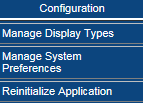 Configuration
Manage Display Types
Manage System
Preferences
Reinitialize Application